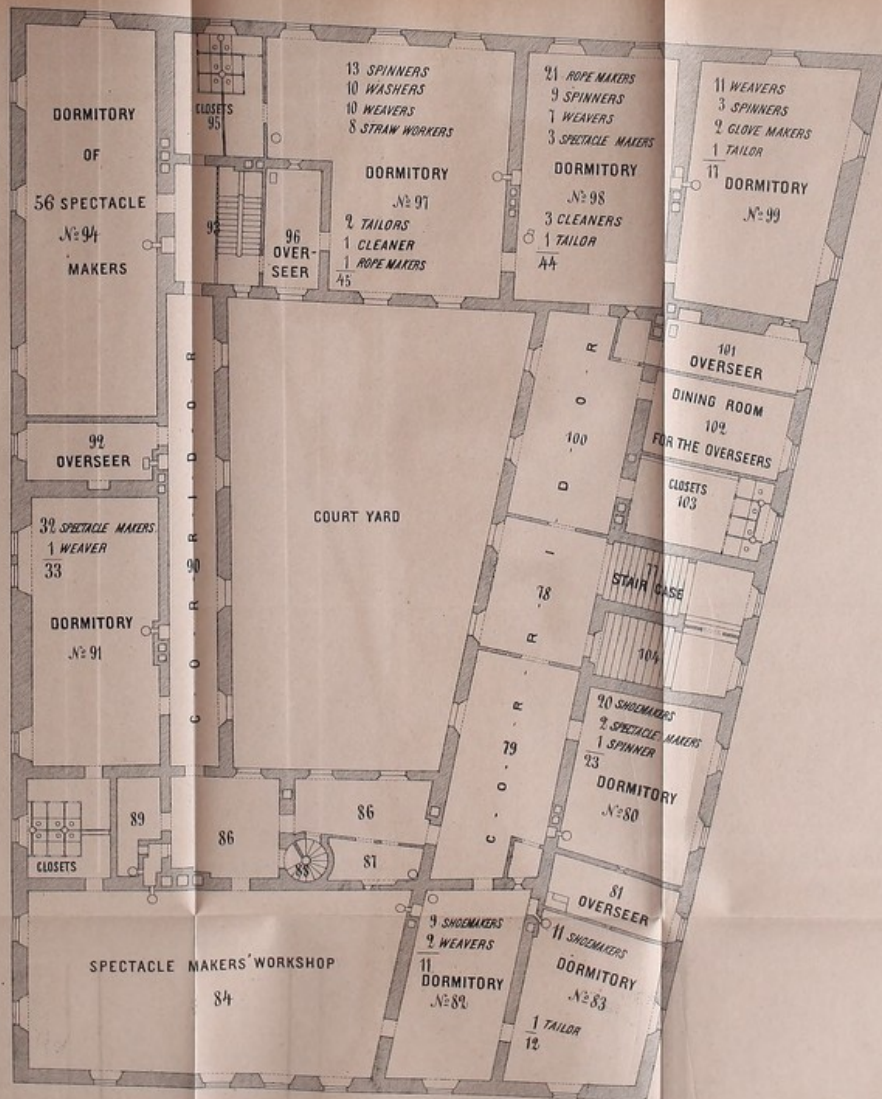 DORMITORY
OF
56 SPECTACLE
No 94
MAKERS
CLOSETS
95
93
96
OVER-
SEER
13 SPINNERS
10 WASHERS
10 WEAVERS
8 STRAW WORKERS
DORMITORY
No 97
2 TAILORS
1 CLEANER
1 ROPE MAKERS
45
21 ROPE MAKERS
9 SPINNERS
7 WEAVERS
3 SPECTACLE MAKERS
DORMITORY
No 98
3 CLEANERS
1 TAILOR
44
11 WEAVERS
3 SPINNERS
2 GLOVE MAKERS
1 TAILOR
17
DORMITORY
No 99
101
OVERSEER
DINING ROOM
102
FOR THE OVERSEERS
CLOSETS
103
77
STAIR CASE
104
CORRIDOR
100
78
79
COURT YARD
CORRIDOR
90
92
OVERSEER
32 SPECTACLE MAKERS
1 WEAVER
33
DORMITORY
No 91
CLOSETS
89
86
86
87
88
20 SHOEMAKERS
2 SPECTACLE MAKERS
1 SPINNER
23
DORMITORY
No 80
81
OVERSEER
SPECTACLE MAKERS' WORKSHOP
84
9 SHOEMAKERS
2 WEAVERS
11
DORMITORY
No 82
11 SHOEMAKERS
DORMITORY
No 83
1 TAILOR
12